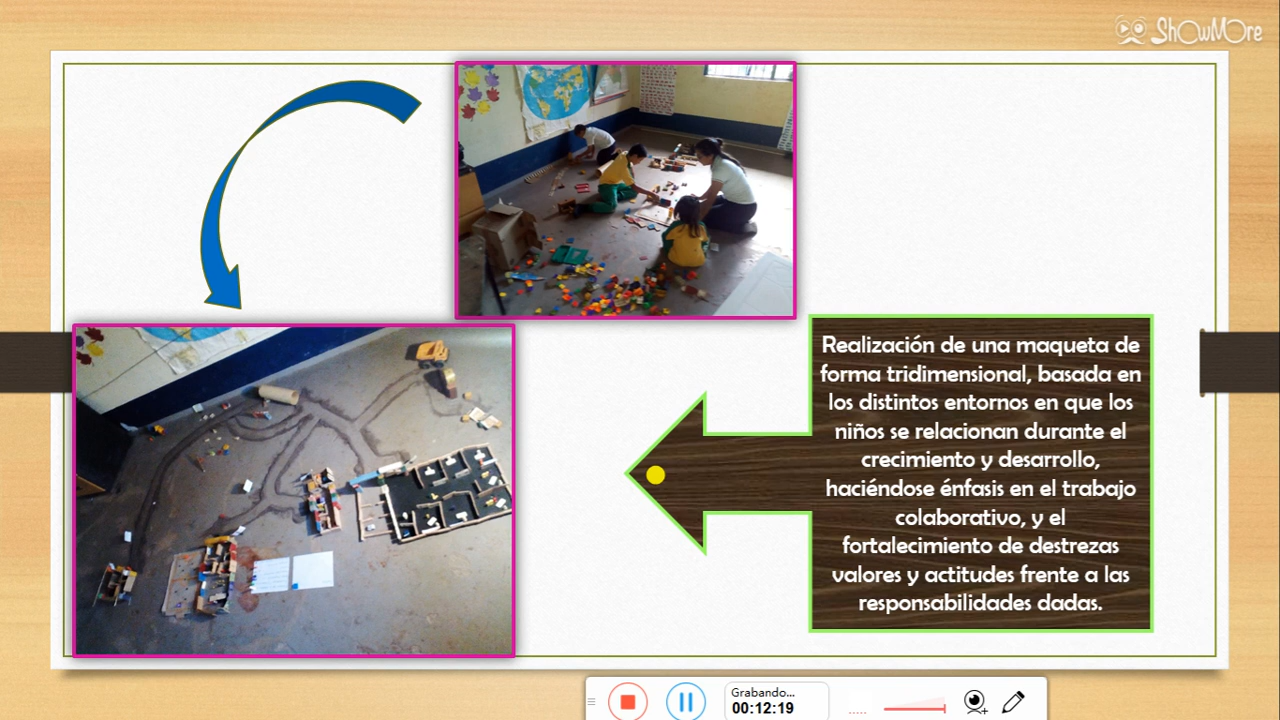 ShowMore
Realización de una maqueta de
forma tridimensional, basada en
los distintos entornos en que los
niños se relacionan durante el
crecimiento y desarrollo,
haciéndose énfasis en el trabajo
colaborativo, y el
fortalecimiento de destrezas
valores y actitudes frente a las
responsabilidades dadas.
Grabando...
00:12:19